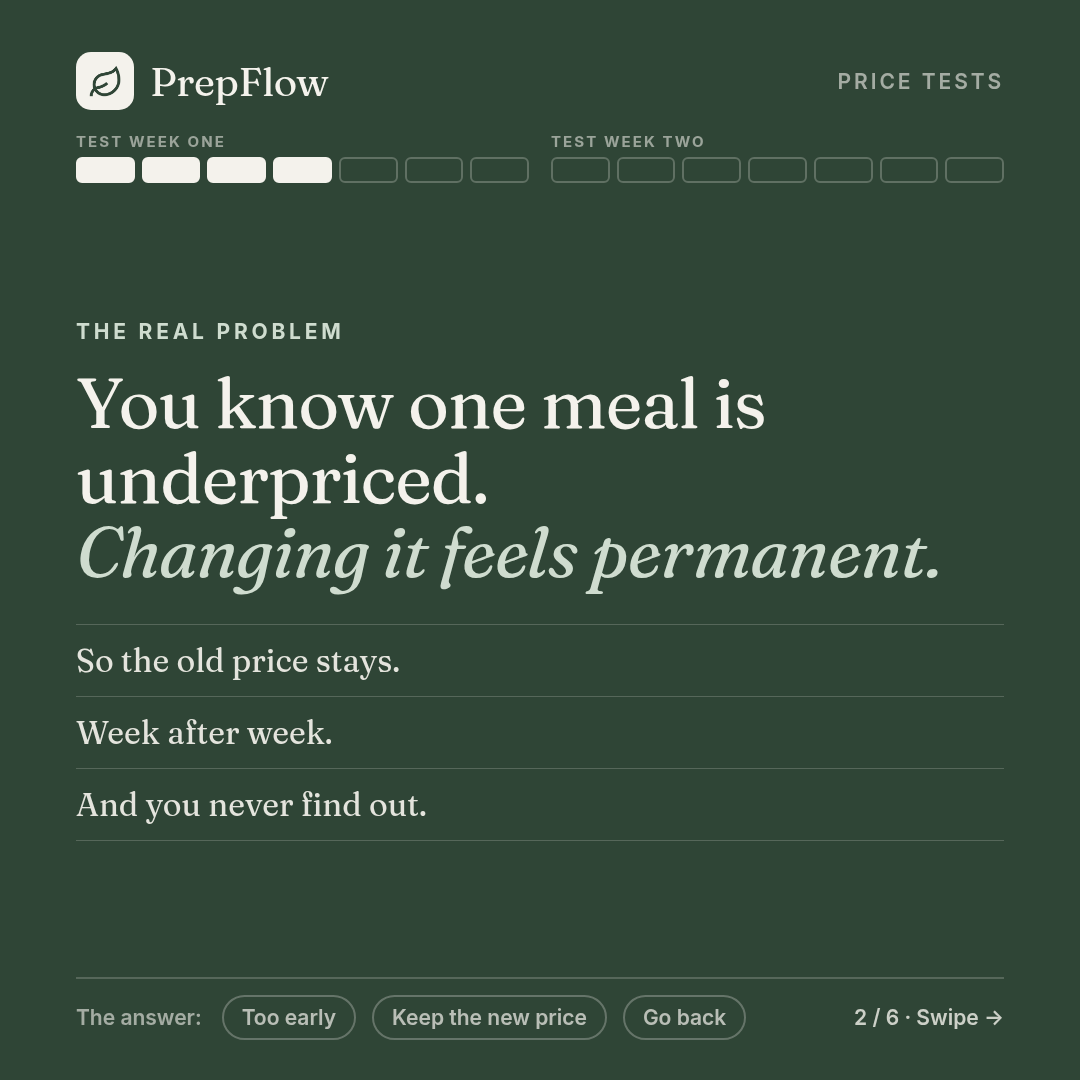 PrepFlow
PRICE TESTS
TEST WEEK ONE
TEST WEEK TWO
THE REAL PROBLEM
You know one meal is
underpriced.
Changing it feels permanent.
So the old price stays.
Week after week.
And you never find out.
The answer: Too early Keep the new price Go back
2 / 6 · Swipe →